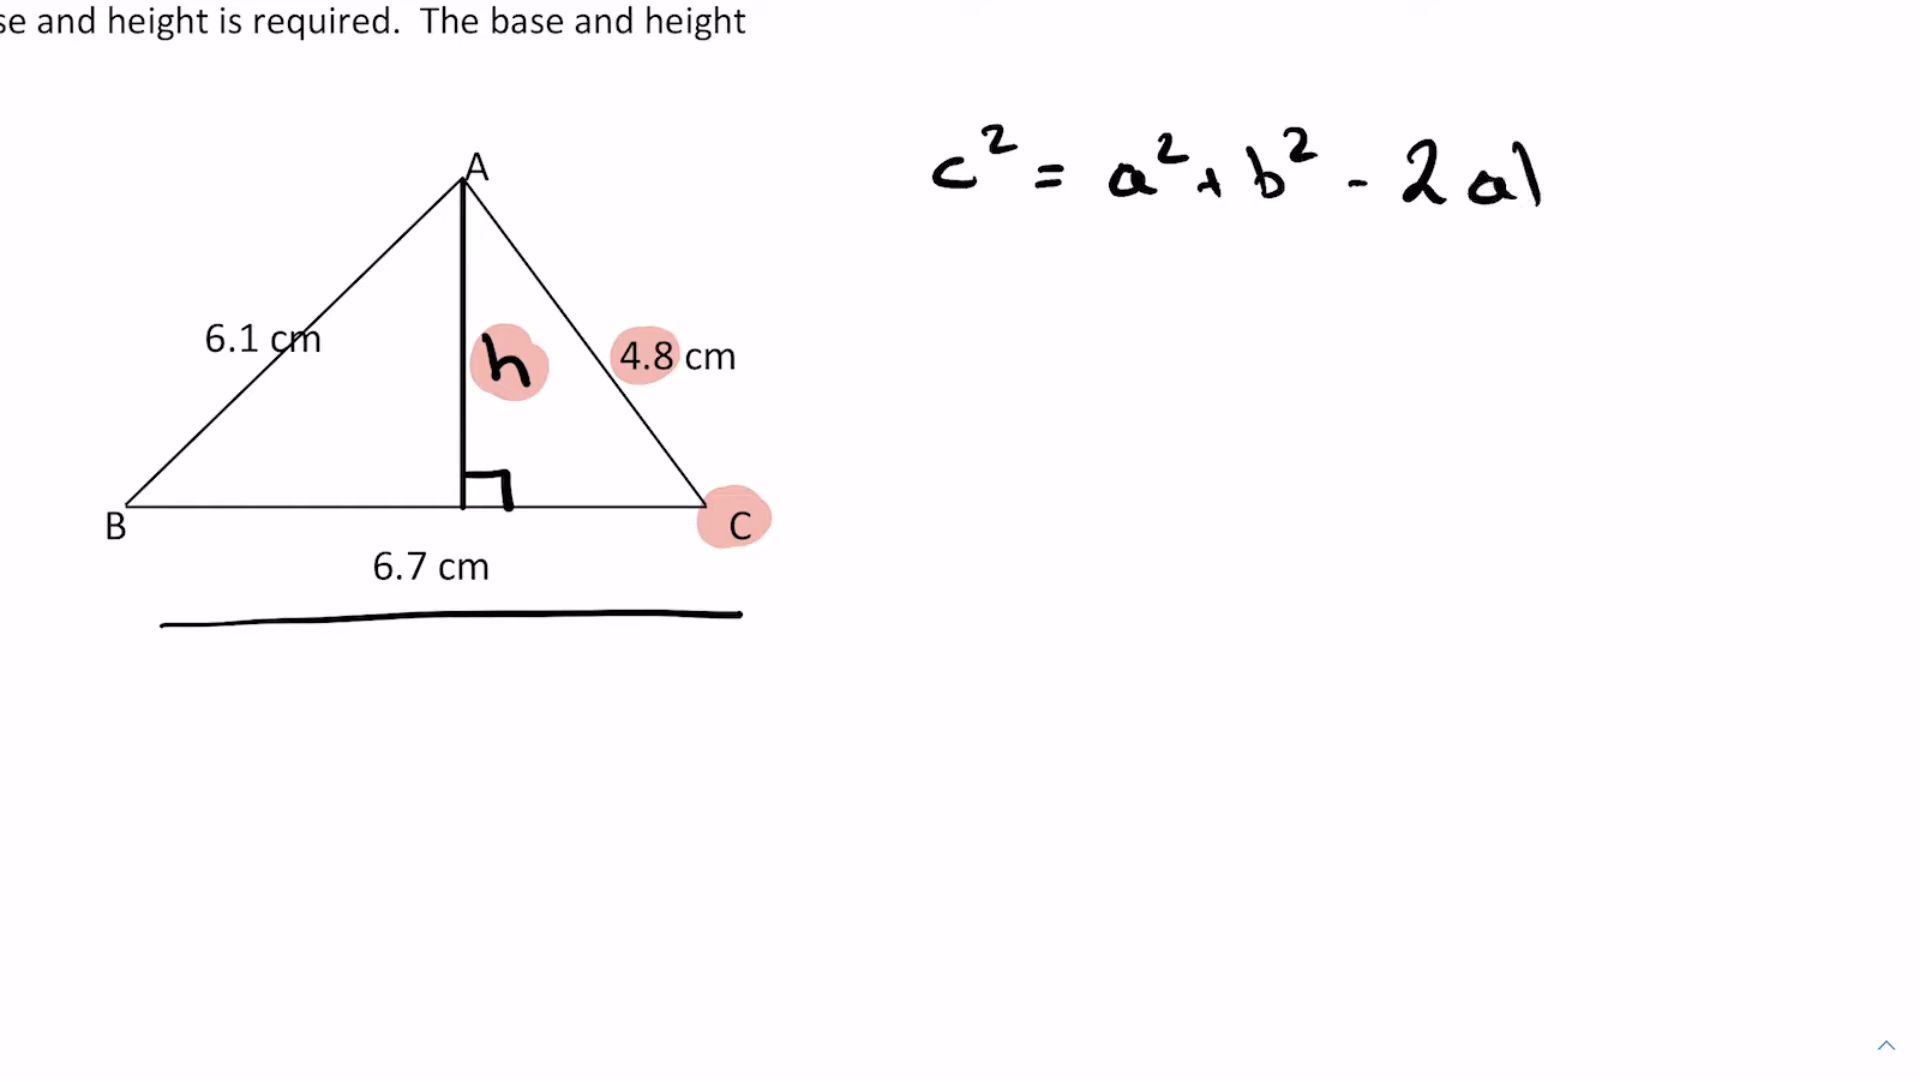 se and height is required.  The base and height
A
c² = a² + b² - 2 a
6.1 cm
h
4.8 cm
B
C
6.7 cm